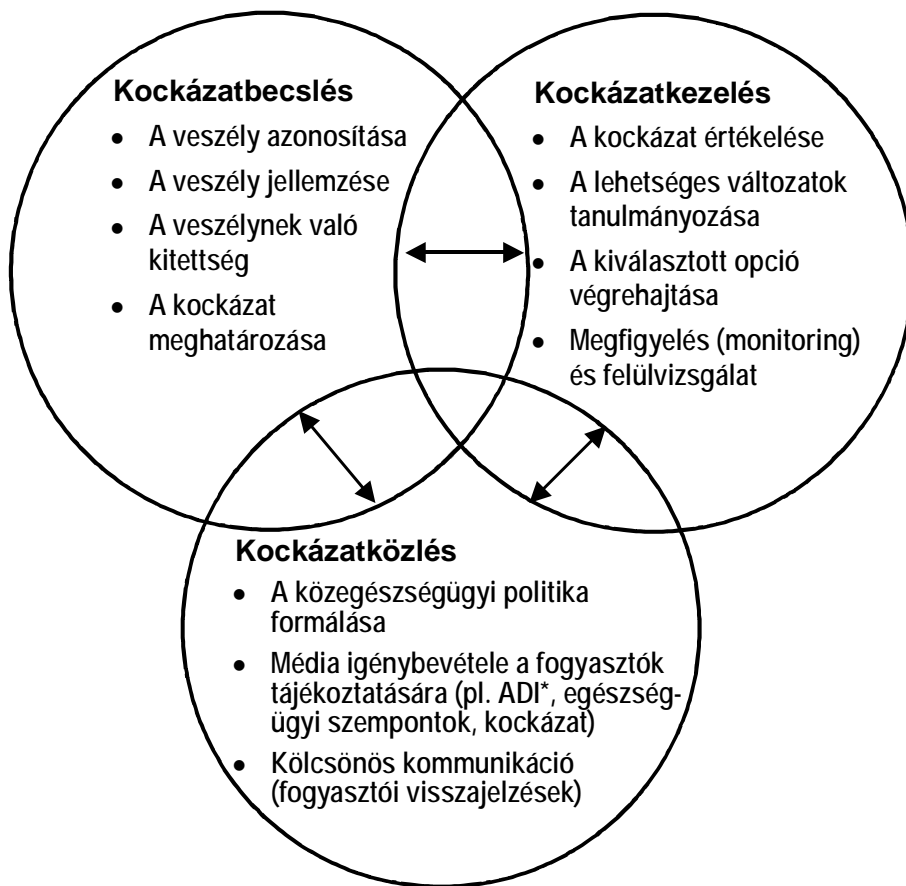 Kockázatbecslés
• A veszély azonosítása
• A veszély jellemzése
• A veszélynek való
kitettség
• A kockázat
meghatározása
Kockázatkezelés
• A kockázat értékelése
• A lehetséges változatok
tanulmányozása
• A kiválasztott opció
végrehajtása
• Megfigyelés (monitoring)
és felülvizsgálat
Kockázatközlés
• A közegészségügyi politika
formálása
• Média igénybevétele a fogyasztók
tájékoztatására (pl. ADI*, egészség-
ügyi szempontok, kockázat)
• Kölcsönös kommunikáció
(fogyasztói visszajelzések)